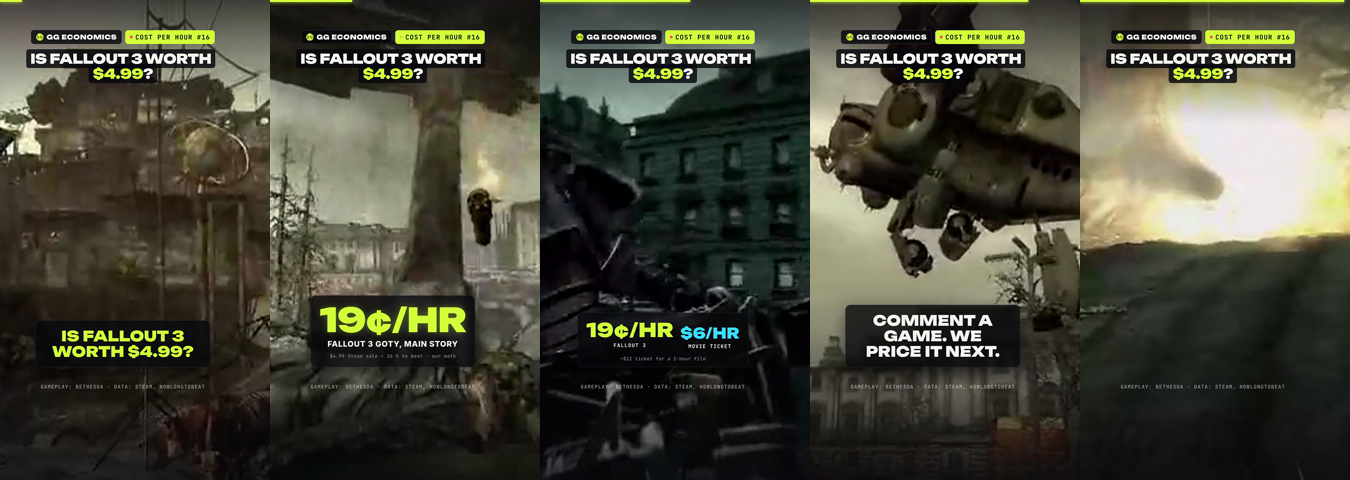 GG ECONOMICS
COST PER HOUR #16
IS FALLOUT 3 WORTH
$4.99?
IS FALLOUT 3
WORTH $4.99?
GAMEPLAY: BETHESDA · DATA: STEAM, HOWLONGTOBEAT
GG ECONOMICS
COST PER HOUR #16
IS FALLOUT 3 WORTH
$4.99?
19¢/HR
FALLOUT 3 GOTY, MAIN STORY
$4.99 Steam sale ÷ 26 h to beat · our math
GAMEPLAY: BETHESDA · DATA: STEAM, HOWLONGTOBEAT
GG ECONOMICS
COST PER HOUR #16
IS FALLOUT 3 WORTH
$4.99?
19¢/HR
FALLOUT 3
$6/HR
MOVIE TICKET
~$12 ticket for a 2-hour film
GAMEPLAY: BETHESDA · DATA: STEAM, HOWLONGTOBEAT
GG ECONOMICS
COST PER HOUR #16
IS FALLOUT 3 WORTH
$4.99?
COMMENT A
GAME. WE
PRICE IT NEXT.
GAMEPLAY: BETHESDA · DATA: STEAM, HOWLONGTOBEAT
GG ECONOMICS
COST PER HOUR #16
IS FALLOUT 3 WORTH
$4.99?
GAMEPLAY: BETHESDA · DATA: STEAM, HOWLONGTOBEAT